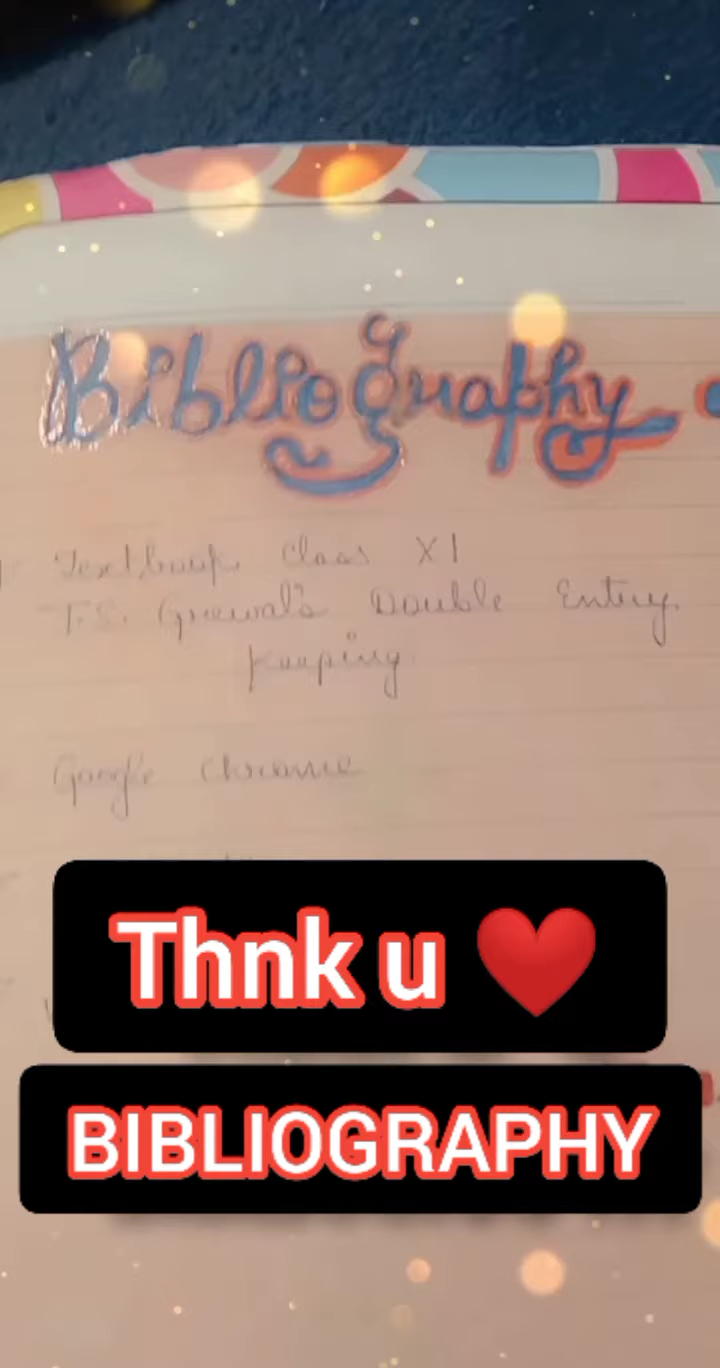 Bibliography
Textbook Class XI
T.S. Grewal's Double Entry
keeping
Google Chrome
Thnk u ❤️
BIBLIOGRAPHY